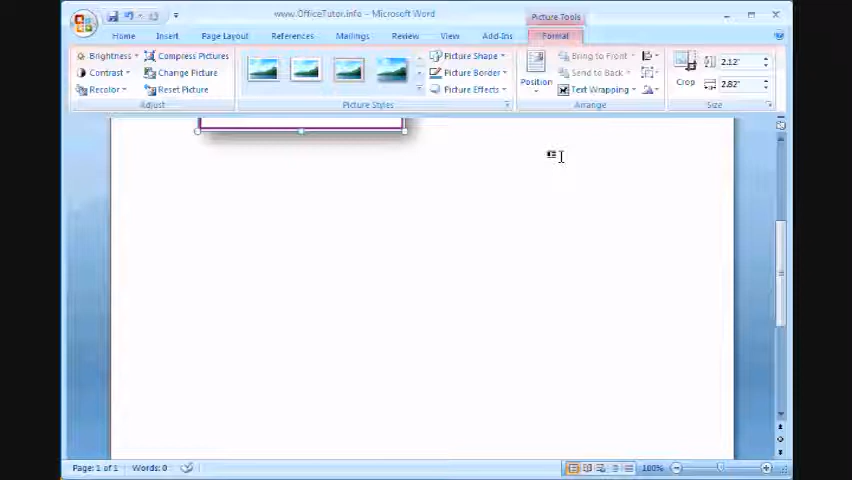 www.OfficeTutor.info - Microsoft Word
Picture Tools
Home Insert Page Layout References Mailings Review View Add-Ins Format
Brightness Compress Pictures Picture Shape Bring to Front 2.12"
Contrast Change Picture Picture Border Send to Back 2.82"
Recolor Reset Picture Picture Effects Position Text Wrapping Crop
Adjust Picture Styles Arrange Size
Page: 1 of 1 Words: 0 100%